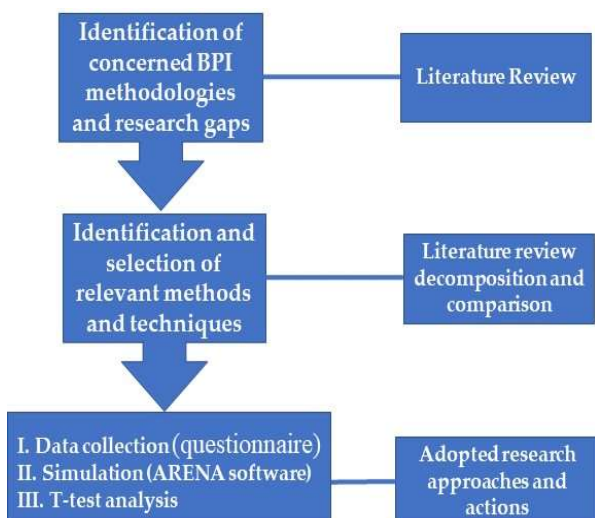 Identification of
concerned BPI
methodologies
and research gaps
Literature Review
Identification and
selection of
relevant methods
and techniques
Literature review
decomposition and
comparison
I. Data collection (questionnaire)
II. Simulation (ARENA software)
III. T-test analysis
Adopted research
approaches and
actions